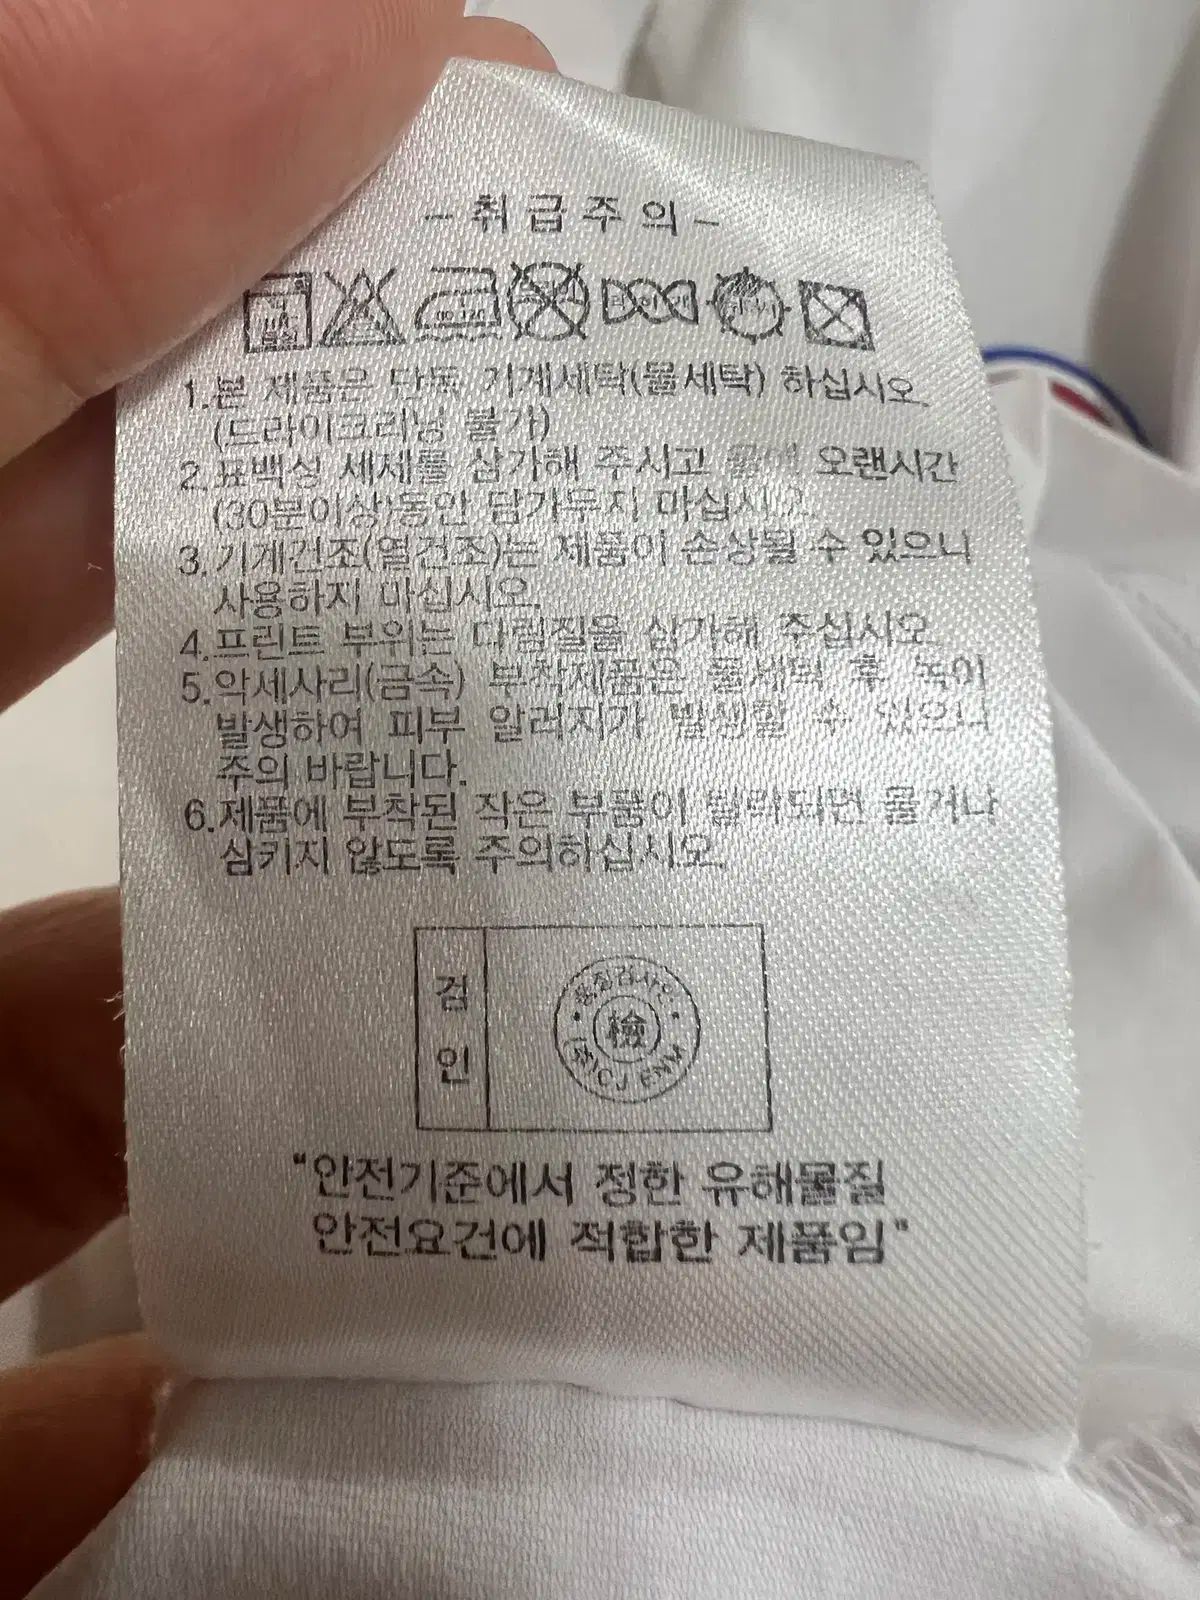 -취급주의-
1.본 제품은 단독 기계세탁(물세탁) 하십시오.
(드라이크리닝 불가)
2.표백성 세제를 삼가해 주시고 물에 오랜시간
(30분이상)동안 담가두지 마십시오.
3.기계건조(열건조)는 제품이 손상될 수 있으니
사용하지 마십시오.
4.프린트 부위는 다림질을 삼가해 주십시오.
5.악세사리(금속) 부착제품은 물세탁 후 녹이
발생하여 피부 알러지가 발생할 수 있으니
주의 바랍니다.
6.제품에 부착된 작은 부품이 탈락되면 물거나
삼키지 않도록 주의하십시오.
검인
품질검사인
檢
(주)CJ ENM
"안전기준에서 정한 유해물질
안전요건에 적합한 제품임"